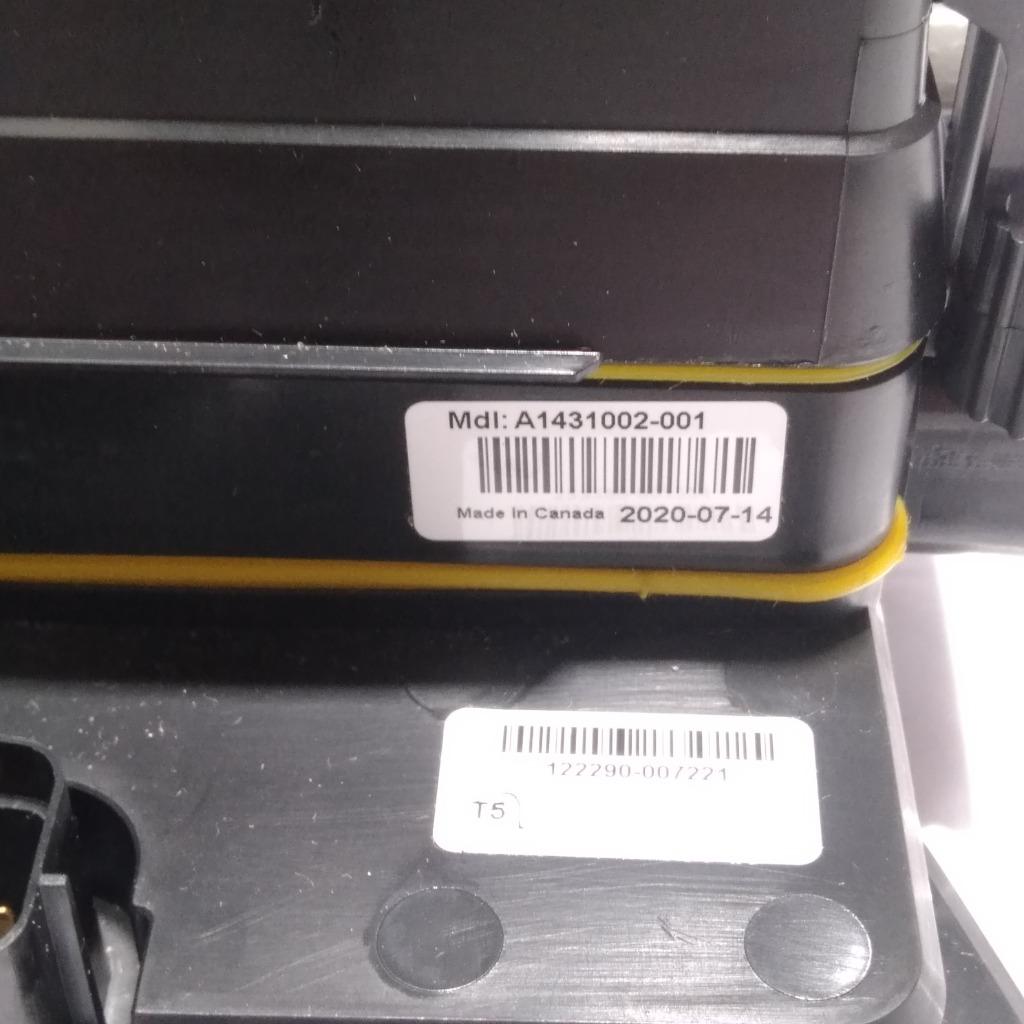 Mdl: A1431002-001
Made in Canada 2020-07-14
122290-007221
T5